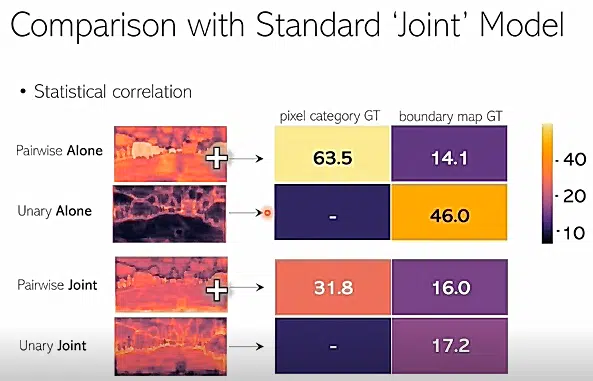 Comparison with Standard ‘Joint’ Model
• Statistical correlation
pixel category GT boundary map GT
Pairwise Alone 63.5 14.1
Unary Alone - 46.0
Pairwise Joint 31.8 16.0
Unary Joint - 17.2
40
20
10